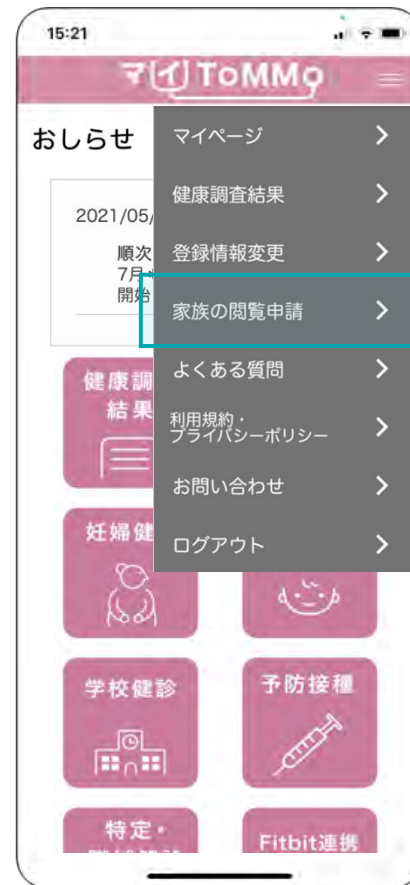 15:21
マイToMMo
おしらせ
マイページ
健康調査結果
登録情報変更
家族の閲覧申請
よくある質問
利用規約・
プライバシーポリシー
お問い合わせ
ログアウト
2021/05/
順次
7月
開始
健康調
結果
妊婦健
学校健診
予防接種
特定・
Fitbit連携